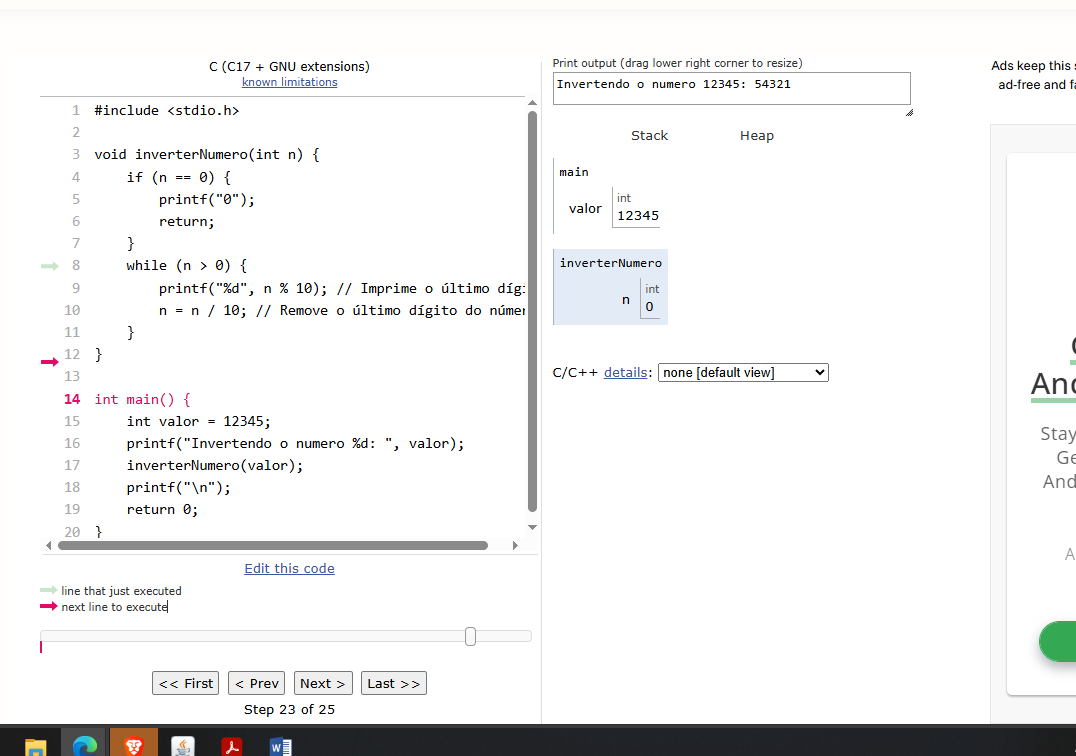 C (C17 + GNU extensions)
known limitations
1 #include <stdio.h>
2
3 void inverterNumero(int n) {
4 if (n == 0) {
5 printf("0");
6 return;
7 }
8 while (n > 0) {
9 printf("%d", n % 10); // Imprime o último
10 n = n / 10; // Remove o último dígito do
11 }
12 }
13
14 int main() {
15 int valor = 12345;
16 printf("Invertendo o numero %d: ", valor);
17 inverterNumero(valor);
18 printf("\n");
19 return 0;
20 }
Edit this code
line that just executed
next line to execute
<< First < Prev Next > Last >>
Step 23 of 25
Print output (drag lower right corner to resize)
Invertendo o numero 12345: 54321
Stack Heap
main
int
valor 12345
inverterNumero
int
n 0
C/C++ details: none [default view]
Ads keep this
ad-free and
Stay